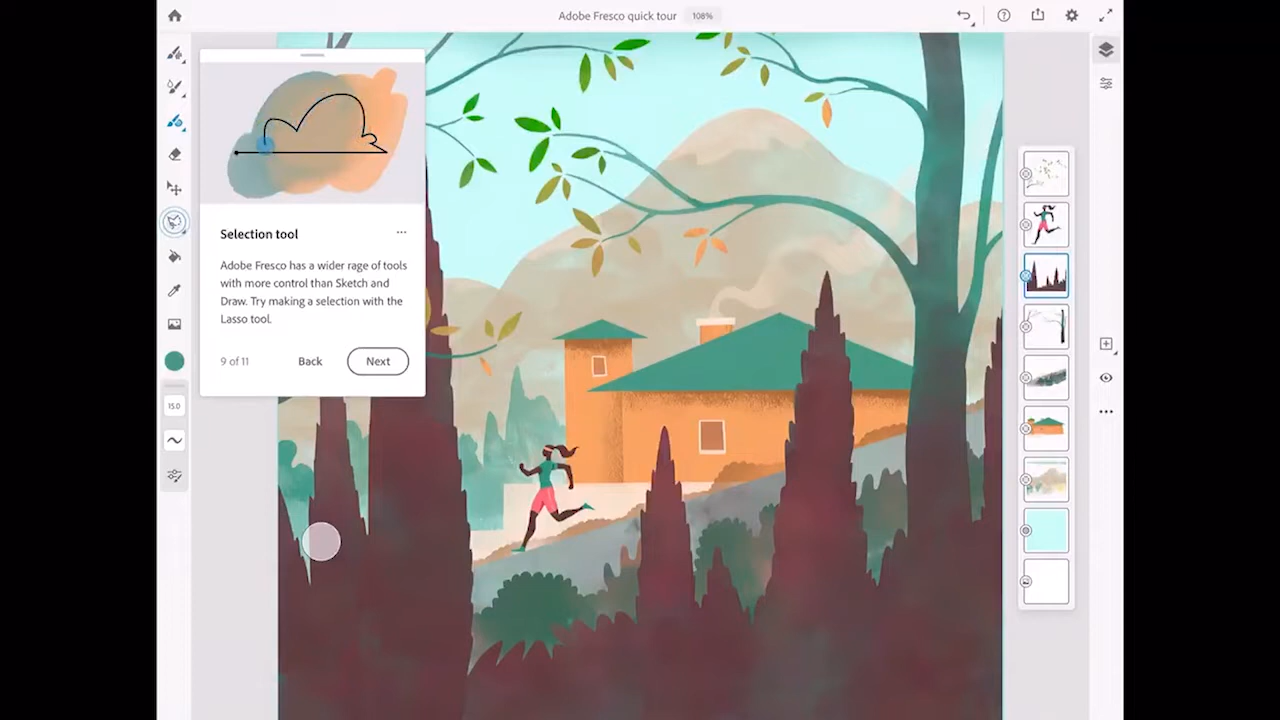 Adobe Fresco quick tour 108%
Selection tool
Adobe Fresco has a wider rage of tools
with more control than Sketch and
Draw. Try making a selection with the
Lasso tool.
9 of 11 Back Next
15.0